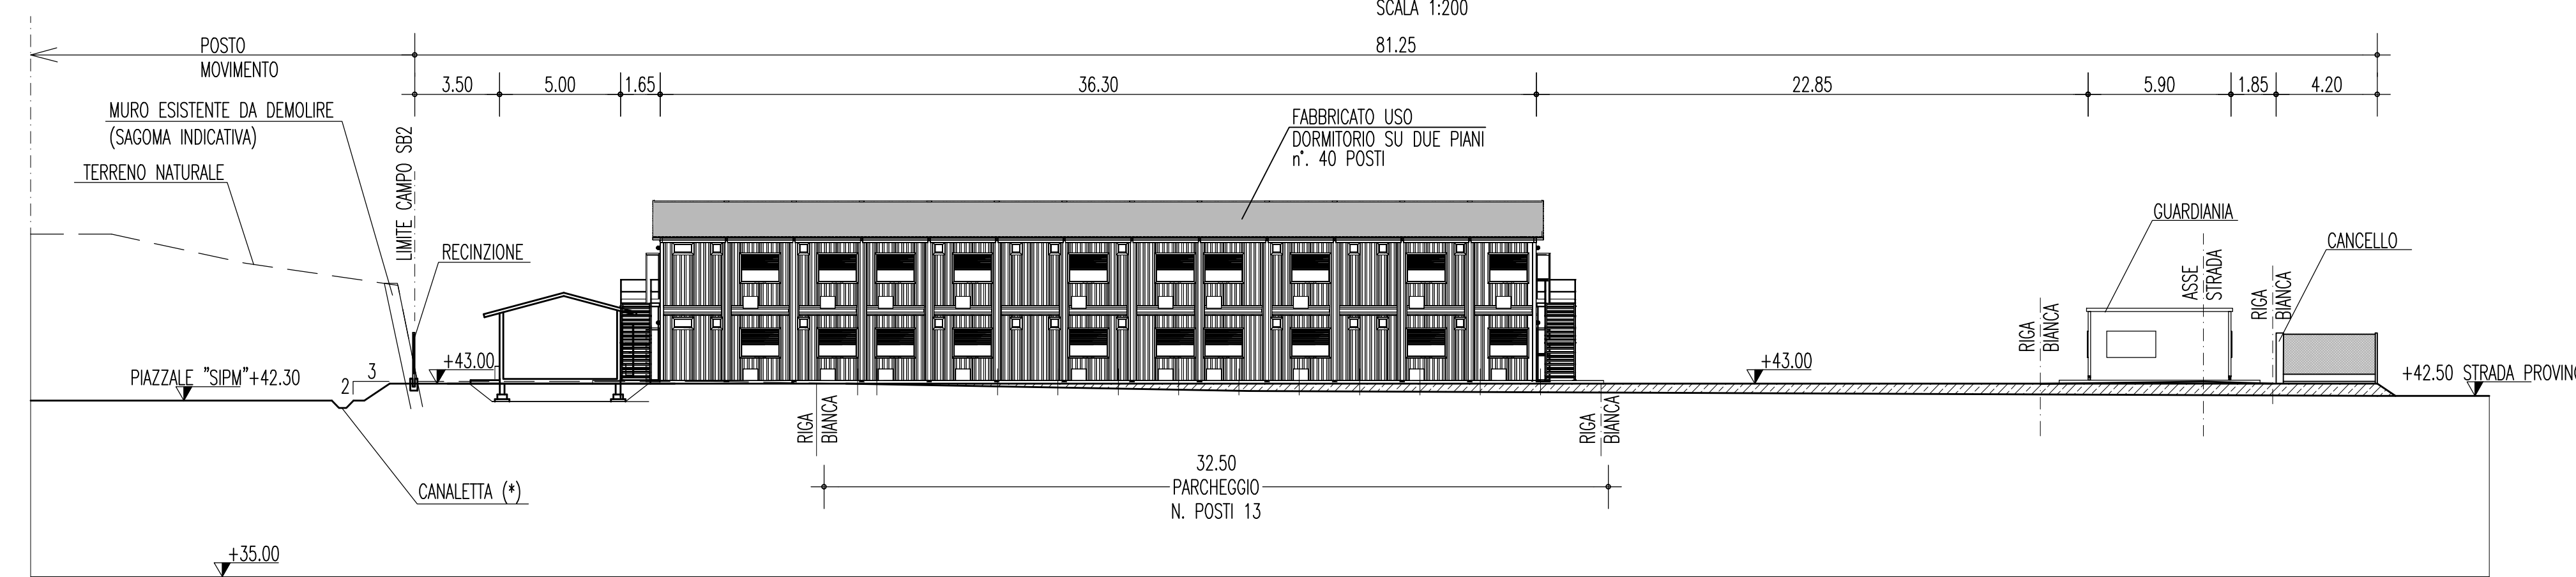 SCALA 1:200
POSTO
MOVIMENTO
81.25
3.50
5.00
1.65
36.30
22.85
5.90
1.85
4.20
MURO ESISTENTE DA DEMOLIRE
(SAGOMA INDICATIVA)
TERRENO NATURALE
LIMITE CAMPO SB2
RECINZIONE
FABBRICATO USO
DORMITORIO SU DUE PIANI
n°. 40 POSTI
GUARDIANIA
CANCELLO
ASSE
STRADA
RIGA
BIANCA
RIGA
BIANCA
PIAZZALE "SIPM"+42.30
2
3
+43.00
+43.00
+42.50 STRADA PROVINC
RIGA
BIANCA
RIGA
BIANCA
32.50
PARCHEGGIO
N. POSTI 13
CANALETTA (*)
+35.00